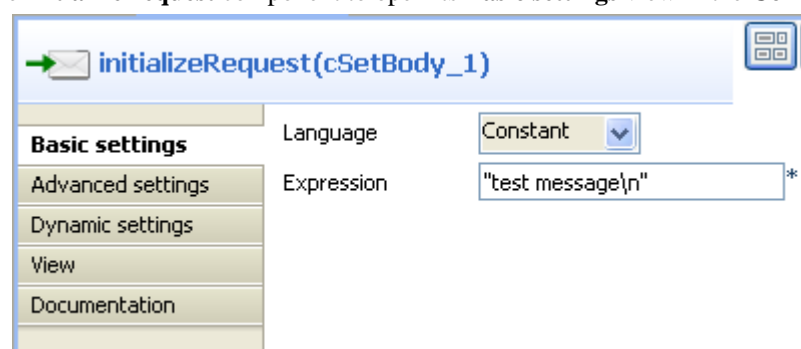 initializeRequest(cSetBody_1)
Basic settings
Language Constant
Advanced settings
Expression "test message\n" *
Dynamic settings
View
Documentation